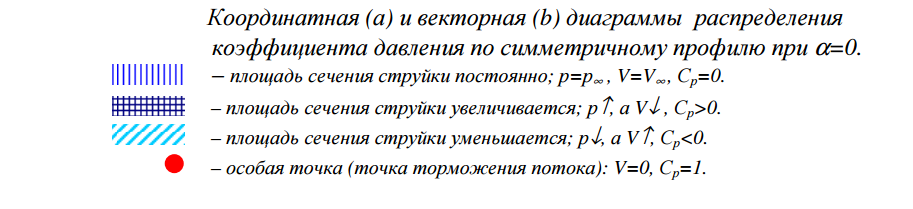 Координатная (а) и векторная (b) диаграммы распределения
коэффициента давления по симметричному профилю при α=0.
– площадь сечения струйки постоянно; p=p∞ , V=V∞, Cp=0.
– площадь сечения струйки увеличивается; p↑, а V↓ , Cp>0.
– площадь сечения струйки уменьшается; p↓, а V↑, Cp<0.
– особая точка (точка торможения потока): V=0, Cp=1.